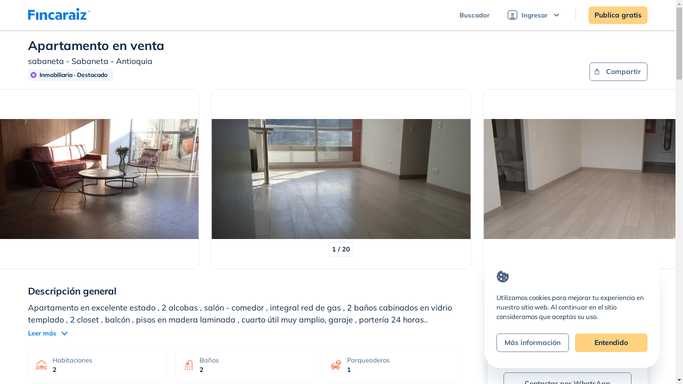 Fincaraiz
Buscador
Ingresar
Publica gratis
Apartamento en venta
sabaneta - Sabaneta - Antioquia
Inmobiliaria · Destacado
Compartir
1 / 20
Descripción general
Apartamento en excelente estado , 2 alcobas , salón - comedor , integral red de gas , 2 baños cabinados en vidrio
templado , 2 closet , balcón , pisos en madera laminada , cuarto útil muy amplio, garaje , portería 24 horas..
Leer más
Habitaciones
2
Baños
2
Parqueaderos
1
Utilizamos cookies para mejorar tu experiencia en
nuestro sitio web. Al continuar en el sitio
consideramos que aceptas su uso.
Más información
Entendido
Contactar por WhatsApp